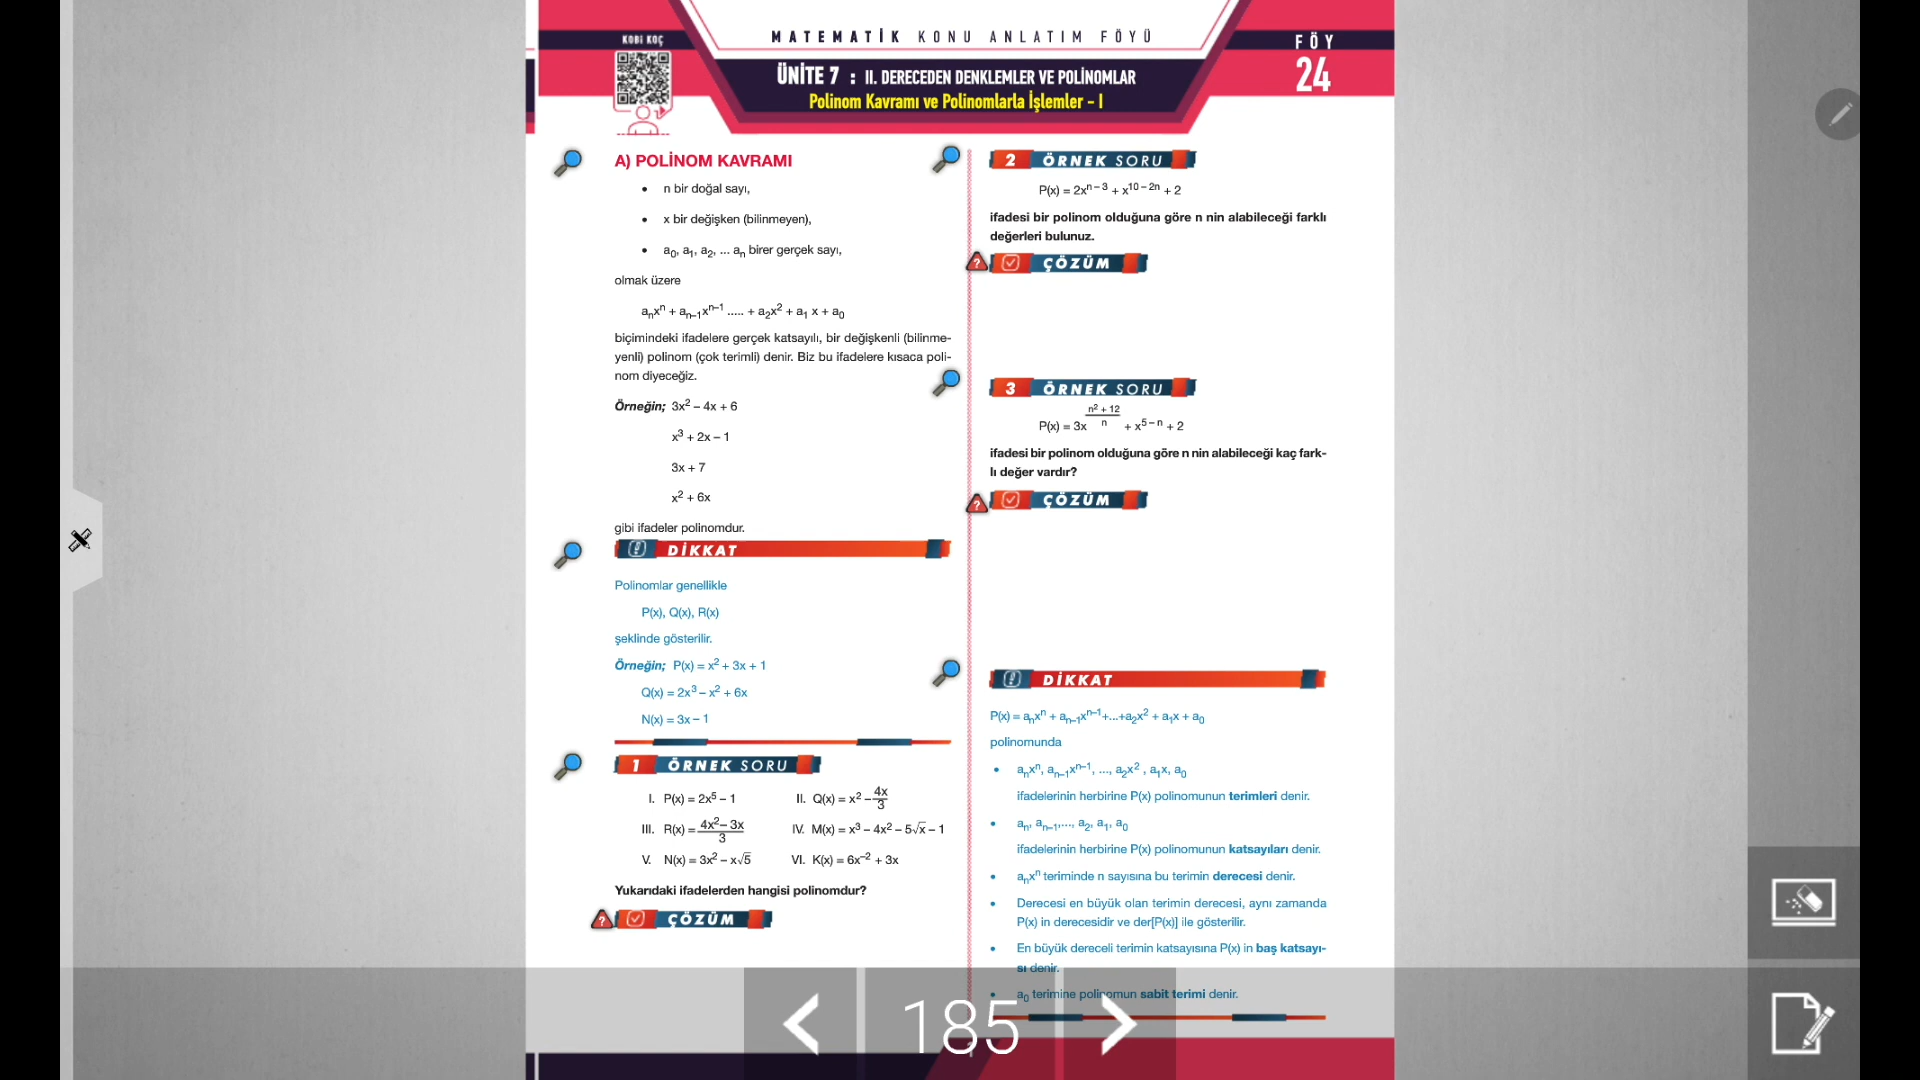 KOBİ KOÇ
MATEMATİK KONU ANLATIM FÖYÜ
ÜNİTE 7 : II. DERECEDEN DENKLEMLER VE POLİNOMLAR
Polinom Kavramı ve Polinomlarla İşlemler - I
FÖY
24
A) POLİNOM KAVRAMI
• n bir doğal sayı,
• x bir değişken (bilinmeyen),
• a₀, a₁, a₂, ... aₙ birer gerçek sayı,
olmak üzere
aₙxⁿ + aₙ₋₁xⁿ⁻¹ ..... + a₂x² + a₁ x + a₀
biçimindeki ifadelere gerçek katsayılı, bir değişkenli (bilinme-
yenli) polinom (çok terimli) denir. Biz bu ifadelere kısaca poli-
nom diyeceğiz.
Örneğin; 3x² – 4x + 6
x³ + 2x – 1
3x + 7
x² + 6x
gibi ifadeler polinomdur.
DİKKAT
Polinomlar genellikle
P(x), Q(x), R(x)
şeklinde gösterilir.
Örneğin; P(x) = x² + 3x + 1
Q(x) = 2x³ – x² + 6x
N(x) = 3x – 1
1 ÖRNEK SORU
I. P(x) = 2x⁵ – 1 II. Q(x) = x² – 4x/3
III. R(x) = (4x² – 3x)/3 IV. M(x) = x³ – 4x² – 5√x – 1
V. N(x) = 3x² – x√5 VI. K(x) = 6x⁻² + 3x
Yukarıdaki ifadelerden hangisi polinomdur?
ÇÖZÜM
2 ÖRNEK SORU
P(x) = 2xⁿ⁻³ + x¹⁰⁻²ⁿ + 2
ifadesi bir polinom olduğuna göre n nin alabileceği farklı
değerleri bulunuz.
ÇÖZÜM
3 ÖRNEK SORU
P(x) = 3x^((n² + 12)/n) + x⁵⁻ⁿ + 2
ifadesi bir polinom olduğuna göre n nin alabileceği kaç fark-
lı değer vardır?
ÇÖZÜM
DİKKAT
P(x) = aₙxⁿ + aₙ₋₁xⁿ⁻¹+...+a₂x² + a₁x + a₀
polinomunda
• aₙxⁿ, aₙ₋₁xⁿ⁻¹, ..., a₂x² , a₁x, a₀
ifadelerinin herbirine P(x) polinomunun terimleri denir.
• aₙ, aₙ₋₁,..., a₂, a₁, a₀
ifadelerinin herbirine P(x) polinomunun katsayıları denir.
• aₙxⁿ teriminde n sayısına bu terimin derecesi denir.
• Derecesi en büyük olan terimin derecesi, aynı zamanda
P(x) in derecesidir ve der[P(x)] ile gösterilir.
• En büyük dereceli terimin katsayısına P(x) in baş katsayı-
sı denir.
• a₀ terimine polinomun sabit terimi denir.
185